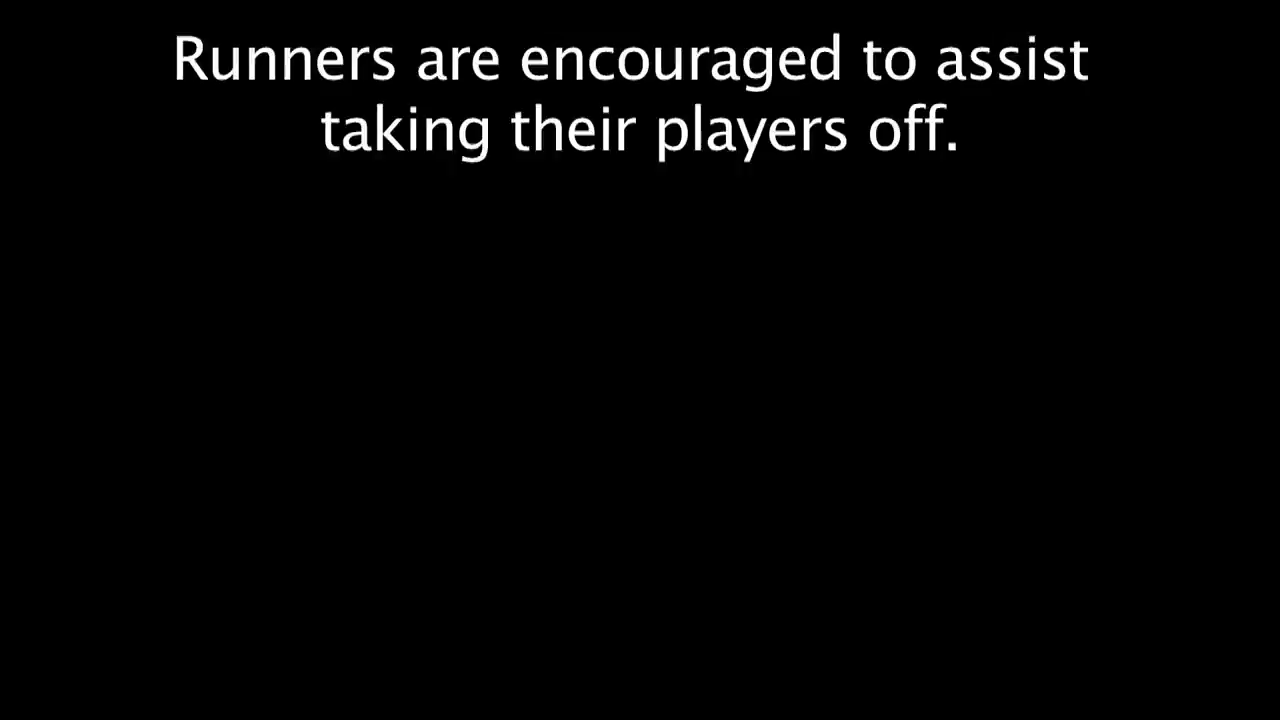 Runners are encouraged to assist
taking their players off.